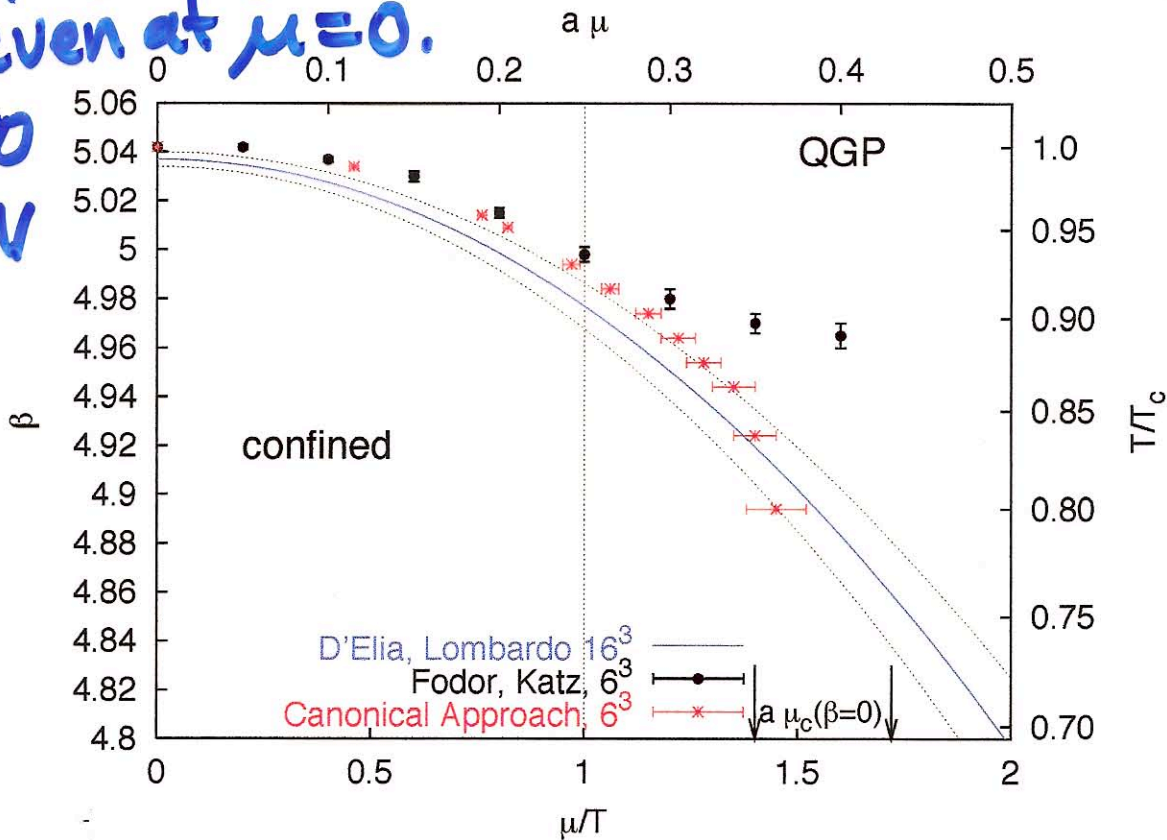 even at μ=0.
a μ
0 0.1 0.2 0.3 0.4 0.5
5.06
5.04
5.02
5
4.98
4.96
4.94
4.92
4.9
4.88
4.86
4.84
4.82
4.8
β
QGP
confined
1.0
0.95
0.90
0.85
0.80
0.75
0.70
T/Tc
D'Elia, Lombardo 16³
Fodor, Katz, 6³
Canonical Approach, 6³
a μc(β=0)
0 0.5 1 1.5 2
μ/T